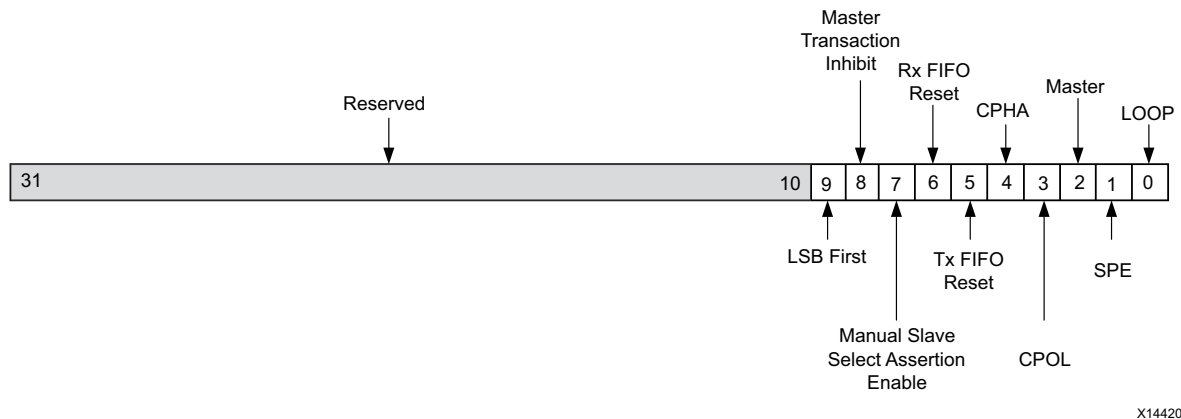 Master
Transaction
Inhibit
Rx FIFO
Reset
Reserved
CPHA
Master
LOOP
31 10 9 8 7 6 5 4 3 2 1 0
LSB First
Tx FIFO
Reset
SPE
Manual Slave
Select Assertion
Enable
CPOL
X14420